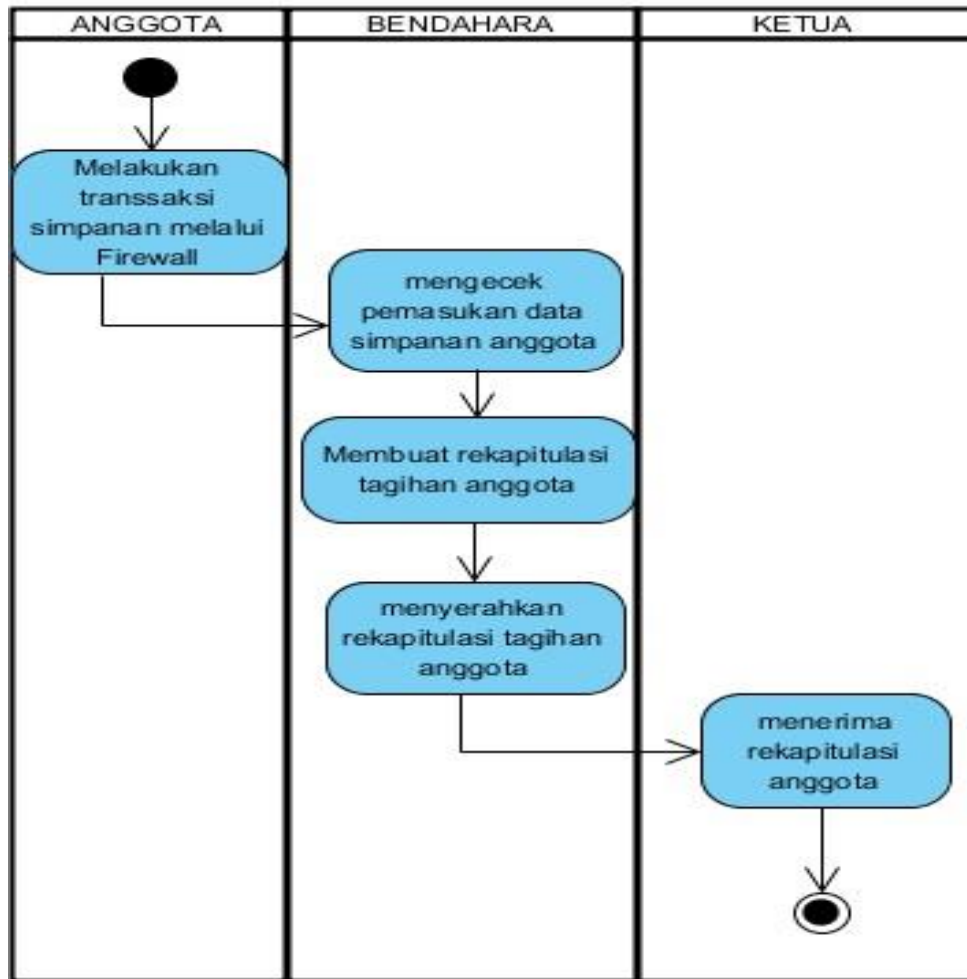 ANGGOTA
BENDAHARA
KETUA
Melakukan
transsaksi
simpanan melalui
Firewall
mengecek
pemasukan data
simpanan anggota
Membuat rekapitulasi
tagihan anggota
menyerahkan
rekapitulasi tagihan
anggota
menerima
rekapitulasi
anggota